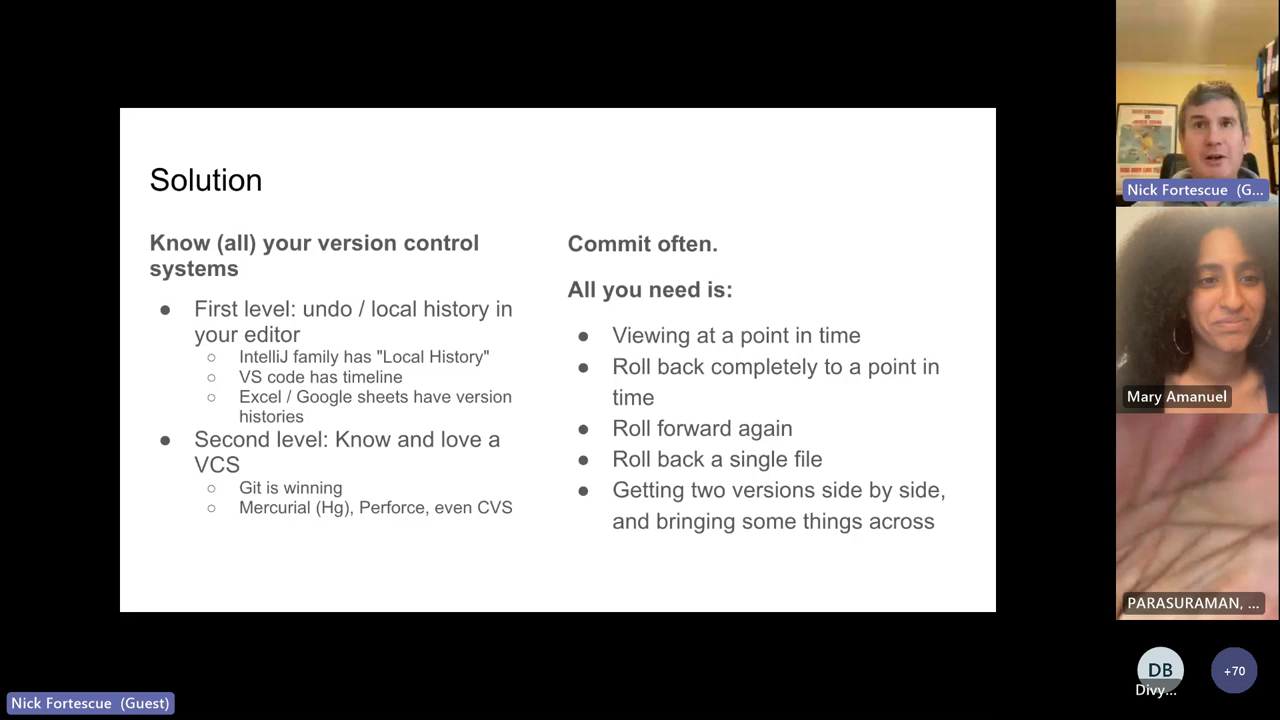 Solution
Know (all) your version control
systems
● First level: undo / local history in
your editor
○ IntelliJ family has "Local History"
○ VS code has timeline
○ Excel / Google sheets have version
histories
● Second level: Know and love a
VCS
○ Git is winning
○ Mercurial (Hg), Perforce, even CVS
Commit often.
All you need is:
● Viewing at a point in time
● Roll back completely to a point in
time
● Roll forward again
● Roll back a single file
● Getting two versions side by side,
and bringing some things across
Nick Fortescue (G...
Mary Amanuel
PARASURAMAN, ...
DB
Divy...
+70
Nick Fortescue (Guest)